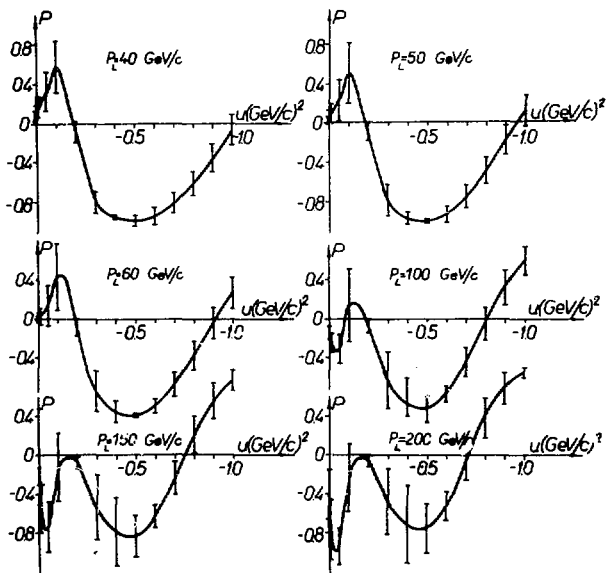 P P
0.8 0.8
P_L=40 GeV/c P_L=50 GeV/c
0.4 0.4
u(GeV/c)² u(GeV/c)²
0 -0.5 -1.0 0 -0.5 -1.0
-0.4 -0.4
-0.8 -0.8
P P
0.4 P_L=60 GeV/c 0.4 P_L=100 GeV/c
u(GeV/c)² u(GeV/c)²
0 -0.5 -1.0 0 -0.5 -1.0
-0.4 -0.4
P P
0.4 P_L=150 GeV/c 0.4 P_L=200 GeV/c
u(GeV/c)² u(GeV/c)²
0 -0.5 -1.0 0 -0.5 -1.0
-0.4 -0.4
-0.8 -0.8